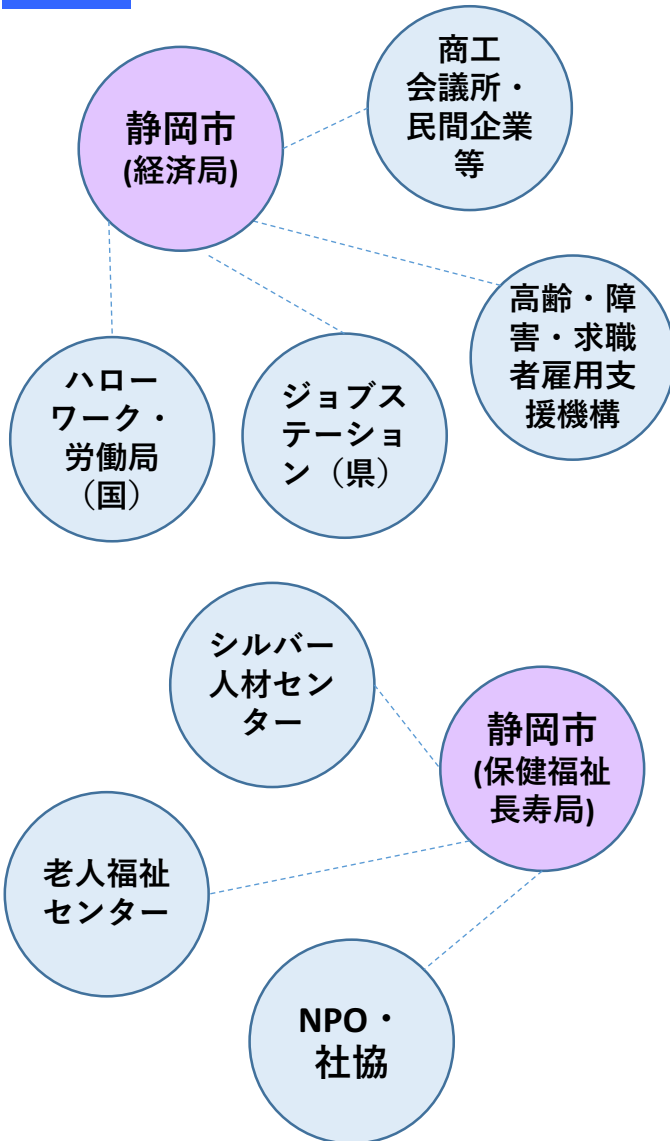 商工
会議所・
民間企業
等
静岡市
(経済局)
高齢・障
害・求職
者雇用支
援機構
ハロー
ワーク・
労働局
（国）
ジョブス
テーショ
ン（県）
シルバー
人材セン
ター
静岡市
(保健福祉
長寿局)
老人福祉
センター
NPO・
社協